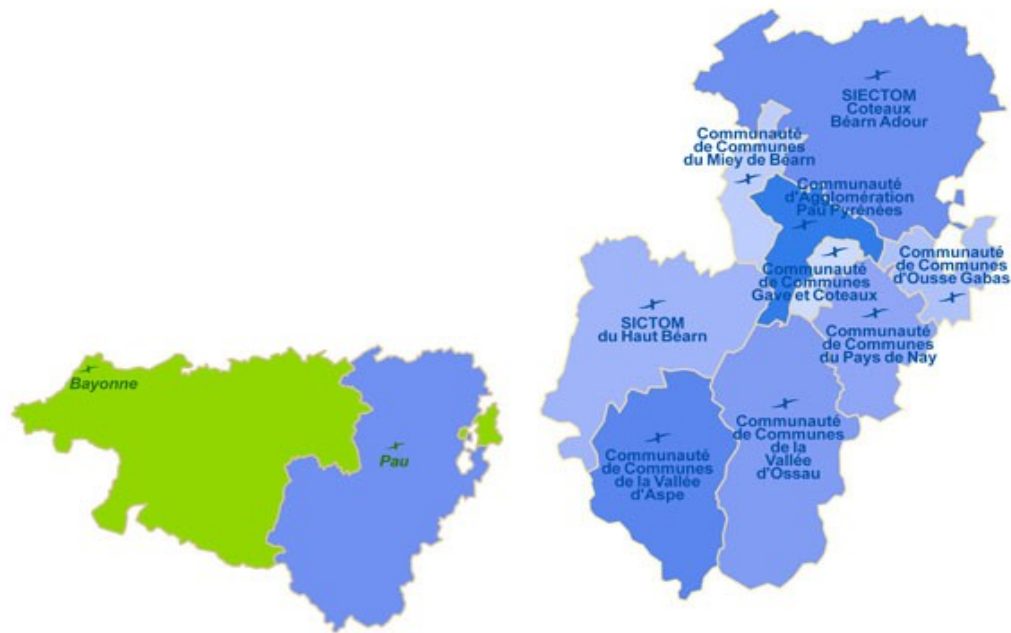 Bayonne
Pau
SIECTOM
Coteaux
Béarn Adour
Communauté
de Communes
du Miey de Béarn
Communauté
d'Agglomération
Pau Pyrénées
Communauté
de Communes
d'Ousse Gabas
Communauté
de Communes
Gave et Coteaux
SICTOM
du Haut Béarn
Communauté
de Communes
du Pays de Nay
Communauté
de Communes
de la Vallée
d'Aspe
Communauté
de Communes
de la
Vallée
d'Ossau